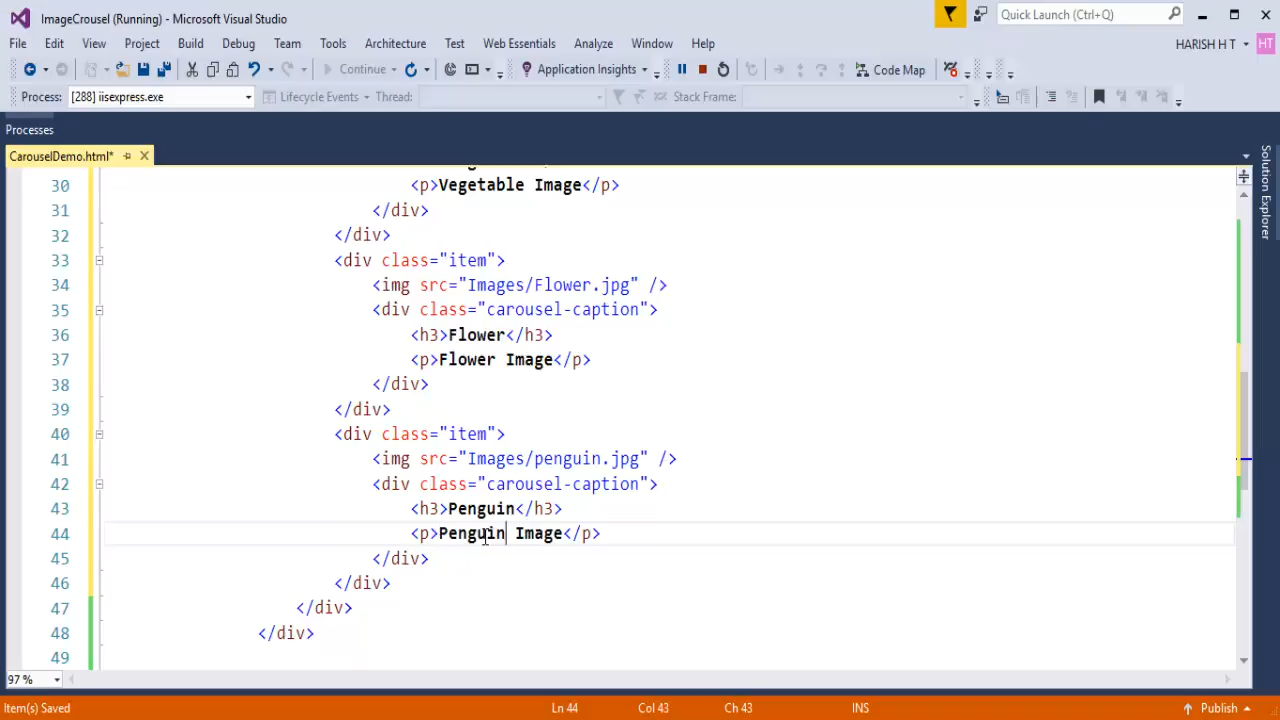 ImageCrousel (Running) - Microsoft Visual Studio
Quick Launch (Ctrl+Q)
File Edit View Project Build Debug Team Tools Architecture Test Web Essentials Analyze Window Help
HARISH H T HT
Continue Application Insights Code Map
Process: [288] iisexpress.exe Lifecycle Events Thread: Stack Frame:
Processes
CarouselDemo.html*
Solution Explorer
30 <p>Vegetable Image</p>
31 </div>
32 </div>
33 <div class="item">
34 <img src="Images/Flower.jpg" />
35 <div class="carousel-caption">
36 <h3>Flower</h3>
37 <p>Flower Image</p>
38 </div>
39 </div>
40 <div class="item">
41 <img src="Images/penguin.jpg" />
42 <div class="carousel-caption">
43 <h3>Penguin</h3>
44 <p>Penguin Image</p>
45 </div>
46 </div>
47 </div>
48 </div>
49
97 %
Item(s) Saved Ln 44 Col 43 Ch 43 INS Publish